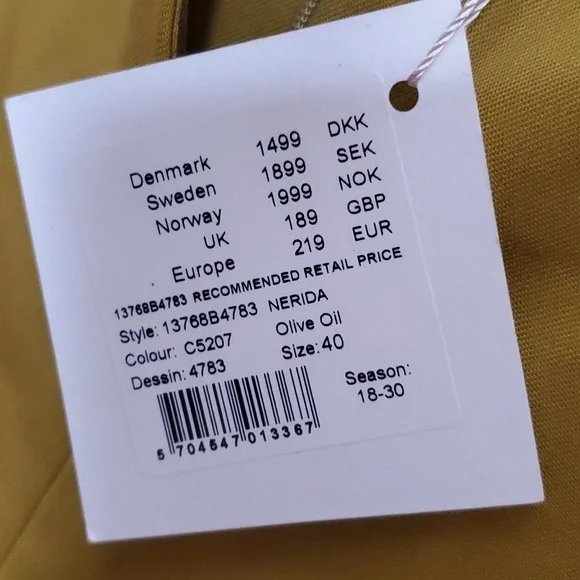 Denmark 1499 DKK
Sweden 1899 SEK
Norway 1999 NOK
UK 189 GBP
Europe 219 EUR
13768B4783 RECOMMENDED RETAIL PRICE
Style: 13768B4783 NERIDA
Colour: C5207 Olive Oil
Dessin: 4783 Size: 40
Season:
18-30
5 704547 013367